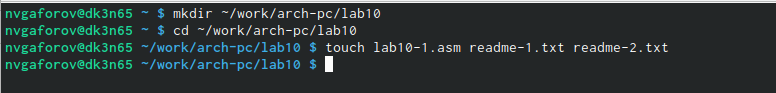 nvgaforov@dk3n65 ~ $ mkdir ~/work/arch-pc/lab10
nvgaforov@dk3n65 ~ $ cd ~/work/arch-pc/lab10
nvgaforov@dk3n65 ~/work/arch-pc/lab10 $ touch lab10-1.asm readme-1.txt readme-2.txt
nvgaforov@dk3n65 ~/work/arch-pc/lab10 $